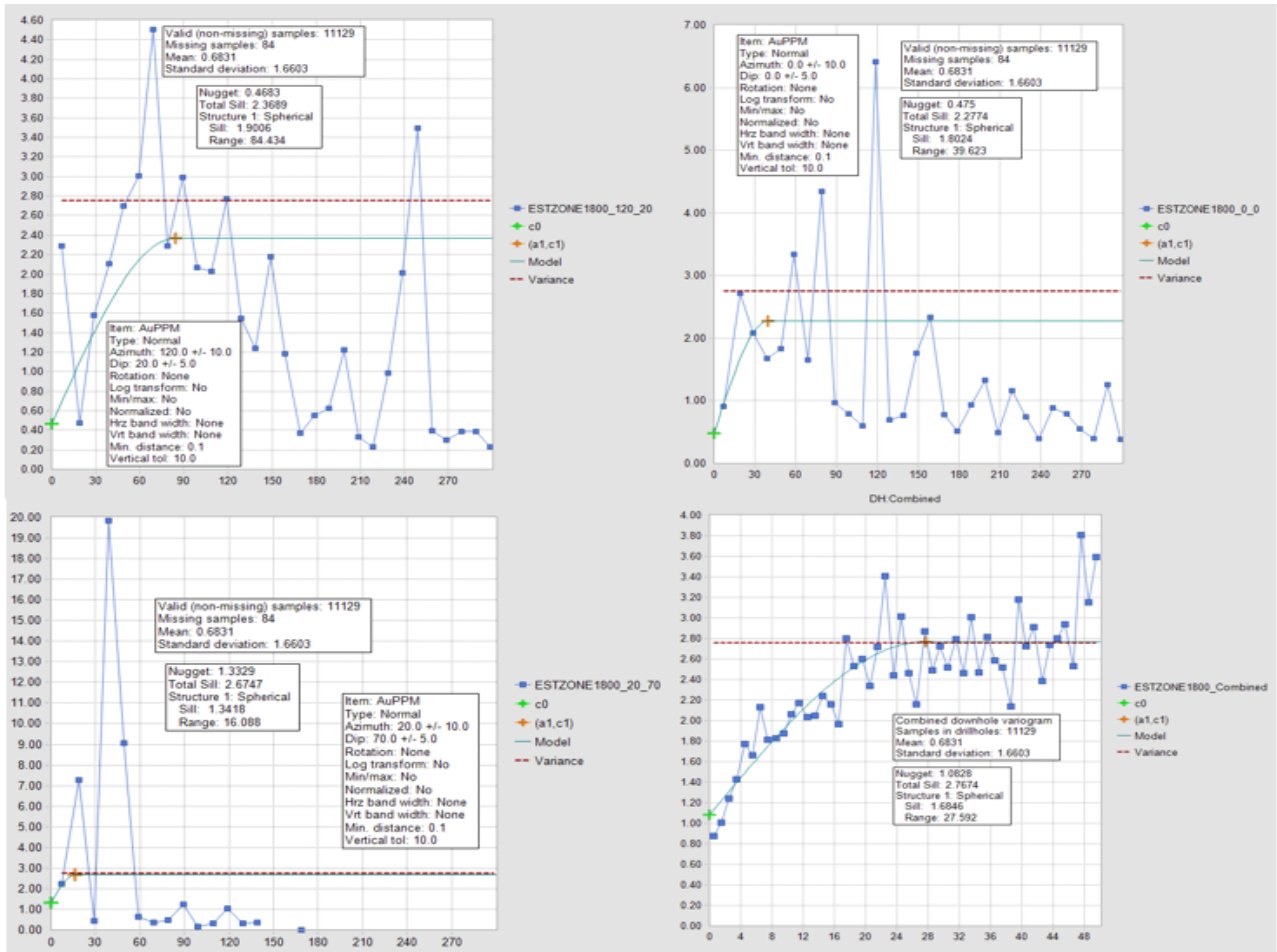 4.60
4.40
4.20
4.00
3.80
3.60
3.40
3.20
3.00
2.80
2.60
2.40
2.20
2.00
1.80
1.60
1.40
1.20
1.00
0.80
0.60
0.40
0.20
0.00
0 30 60 90 120 150 180 210 240 270
Valid (non-missing) samples: 11129
Missing samples: 84
Mean: 0.6831
Standard deviation: 1.6603
Nugget: 0.4683
Total Sill: 2.3689
Structure 1: Spherical
Sill: 1.9006
Range: 84.434
Item: AuPPM
Type: Normal
Azimuth: 120.0 +/- 10.0
Dip: 20.0 +/- 5.0
Rotation: None
Log transform: No
Min/max: No
Normalized: No
Hrz band width: None
Vrt band width: None
Min. distance: 0.1
Vertical tol: 10.0
ESTZONE1800_120_20
c0
(a1,c1)
Model
Variance
7.00
6.00
5.00
4.00
3.00
2.00
1.00
0.00
0 30 60 90 120 150 180 210 240 270
Item: AuPPM
Type: Normal
Azimuth: 0.0 +/- 10.0
Dip: 0.0 +/- 5.0
Rotation: None
Log transform: No
Min/max: No
Normalized: No
Hrz band width: None
Vrt band width: None
Min. distance: 0.1
Vertical tol: 10.0
Valid (non-missing) samples: 11129
Missing samples: 84
Mean: 0.6831
Standard deviation: 1.6603
Nugget: 0.475
Total Sill: 2.2774
Structure 1: Spherical
Sill: 1.8024
Range: 39.623
ESTZONE1800_0_0
c0
(a1,c1)
Model
Variance
20.00
19.00
18.00
17.00
16.00
15.00
14.00
13.00
12.00
11.00
10.00
9.00
8.00
7.00
6.00
5.00
4.00
3.00
2.00
1.00
0.00
0 30 60 90 120 150 180 210 240 270
Valid (non-missing) samples: 11129
Missing samples: 84
Mean: 0.6831
Standard deviation: 1.6603
Nugget: 1.3329
Total Sill: 2.6747
Structure 1: Spherical
Sill: 1.3418
Range: 16.088
Item: AuPPM
Type: Normal
Azimuth: 20.0 +/- 10.0
Dip: 70.0 +/- 5.0
Rotation: None
Log transform: No
Min/max: No
Normalized: No
Hrz band width: None
Vrt band width: None
Min. distance: 0.1
Vertical tol: 10.0
ESTZONE1800_20_70
c0
(a1,c1)
Model
Variance
DH:Combined
4.00
3.80
3.60
3.40
3.20
3.00
2.80
2.60
2.40
2.20
2.00
1.80
1.60
1.40
1.20
1.00
0.80
0.60
0.40
0.20
0.00
0 4 8 12 16 20 24 28 32 36 40 44 48
Combined downhole variogram
Samples in drillholes: 11129
Mean: 0.6831
Standard deviation: 1.6603
Nugget: 1.0828
Total Sill: 2.7674
Structure 1: Spherical
Sill: 1.6846
Range: 27.592
ESTZONE1800_Combined
c0
(a1,c1)
Model
Variance